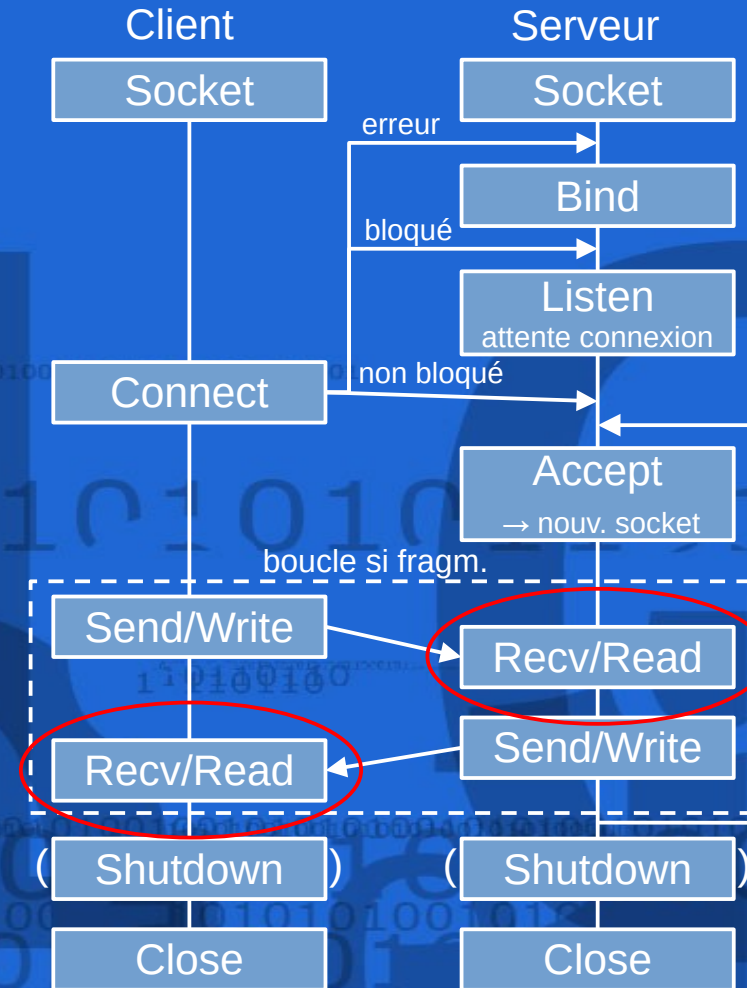 Client Serveur
Socket Socket
erreur
Bind
bloqué
Listen
attente connexion
non bloqué
Connect
Accept
→ nouv. socket
boucle si fragm.
Send/Write
Recv/Read
Send/Write
Recv/Read
( Shutdown ) ( Shutdown )
Close Close